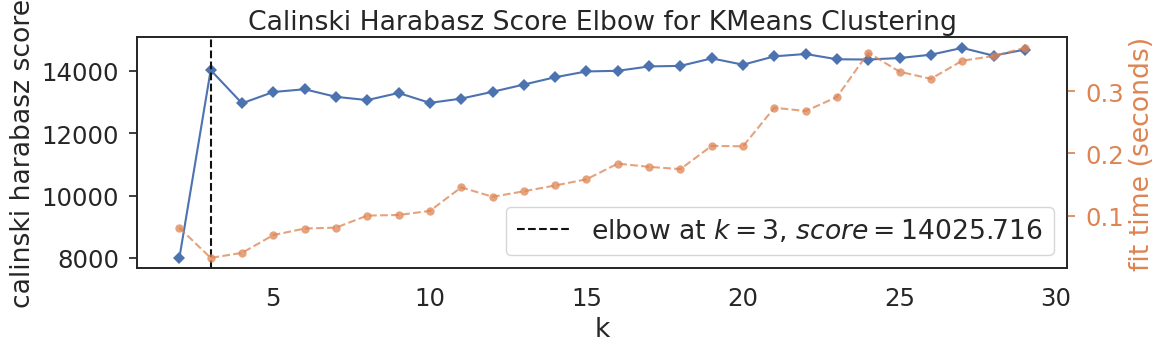 Calinski Harabasz Score Elbow for KMeans Clustering
calinski harabasz score
14000
12000
10000
8000
0.3
0.2
0.1
fit time (seconds)
elbow at k = 3, score = 14025.716
5 10 15 20 25 30
k